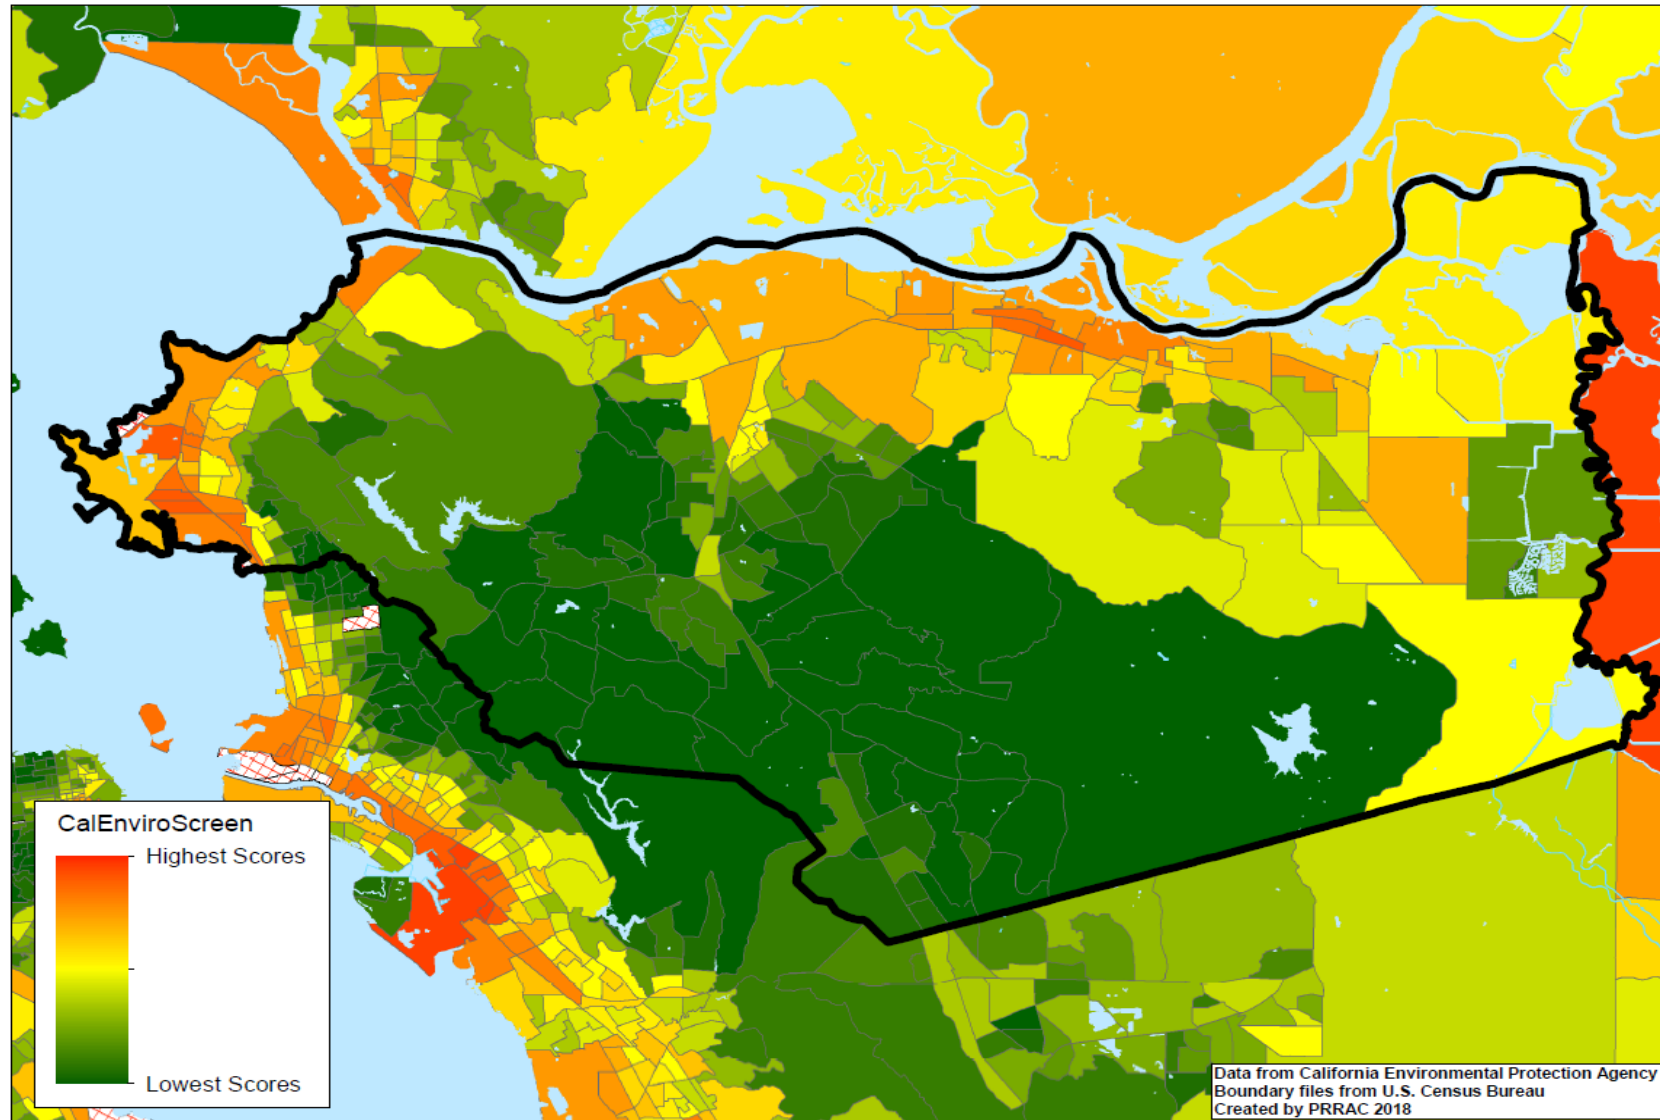 CalEnviroScreen
Highest Scores
Lowest Scores
Data from California Environmental Protection Agency
Boundary files from U.S. Census Bureau
Created by PRRAC 2018